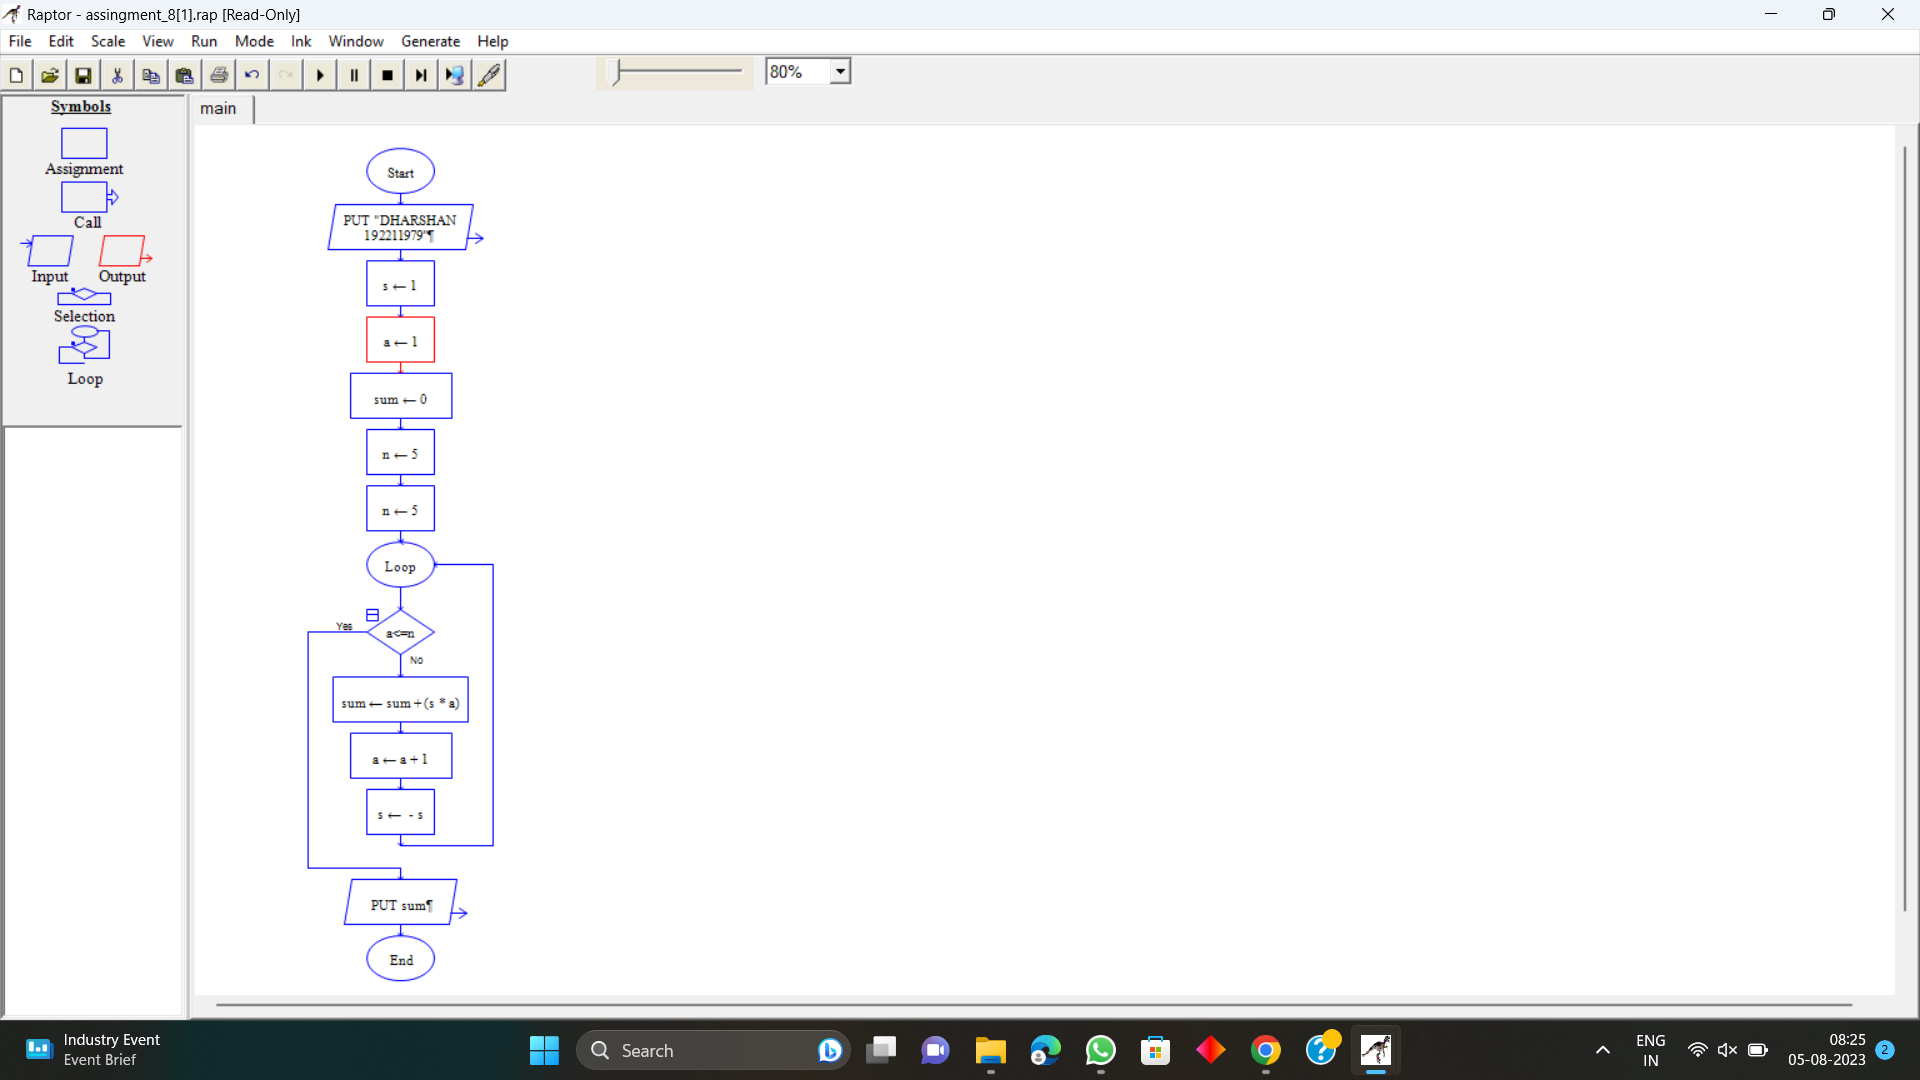 Raptor - assingment_8[1].rap [Read-Only]
File Edit Scale View Run Mode Ink Window Generate Help
80%
Symbols
Assignment
Call
Input Output
Selection
Loop
main
Start
PUT "DHARSHAN
192211979"¶
s ← 1
a ← 1
sum ← 0
n ← 5
n ← 5
Loop
Yes
a<=n
No
sum ← sum + (s * a)
a ← a + 1
s ← - s
PUT sum¶
End
Industry Event
Event Brief
Search
ENG
IN
08:25
05-08-2023
2